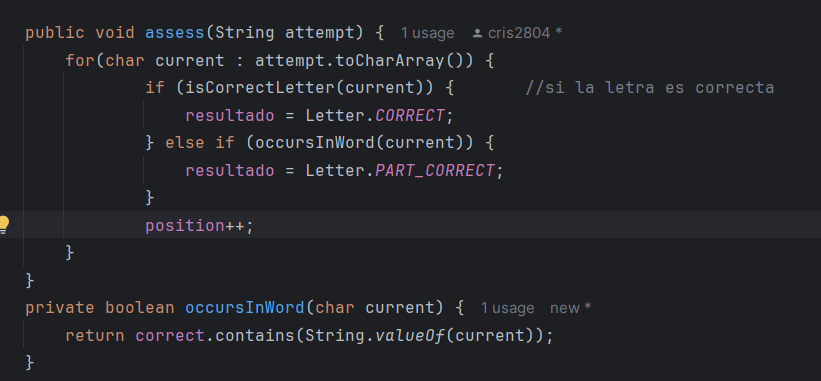 public void assess(String attempt) { 1 usage cris2804 *
for(char current : attempt.toCharArray()) {
if (isCorrectLetter(current)) { //si la letra es correcta
resultado = Letter.CORRECT;
} else if (occursInWord(current)) {
resultado = Letter.PART_CORRECT;
}
position++;
}
}
private boolean occursInWord(char current) { 1 usage new *
return correct.contains(String.valueOf(current));
}